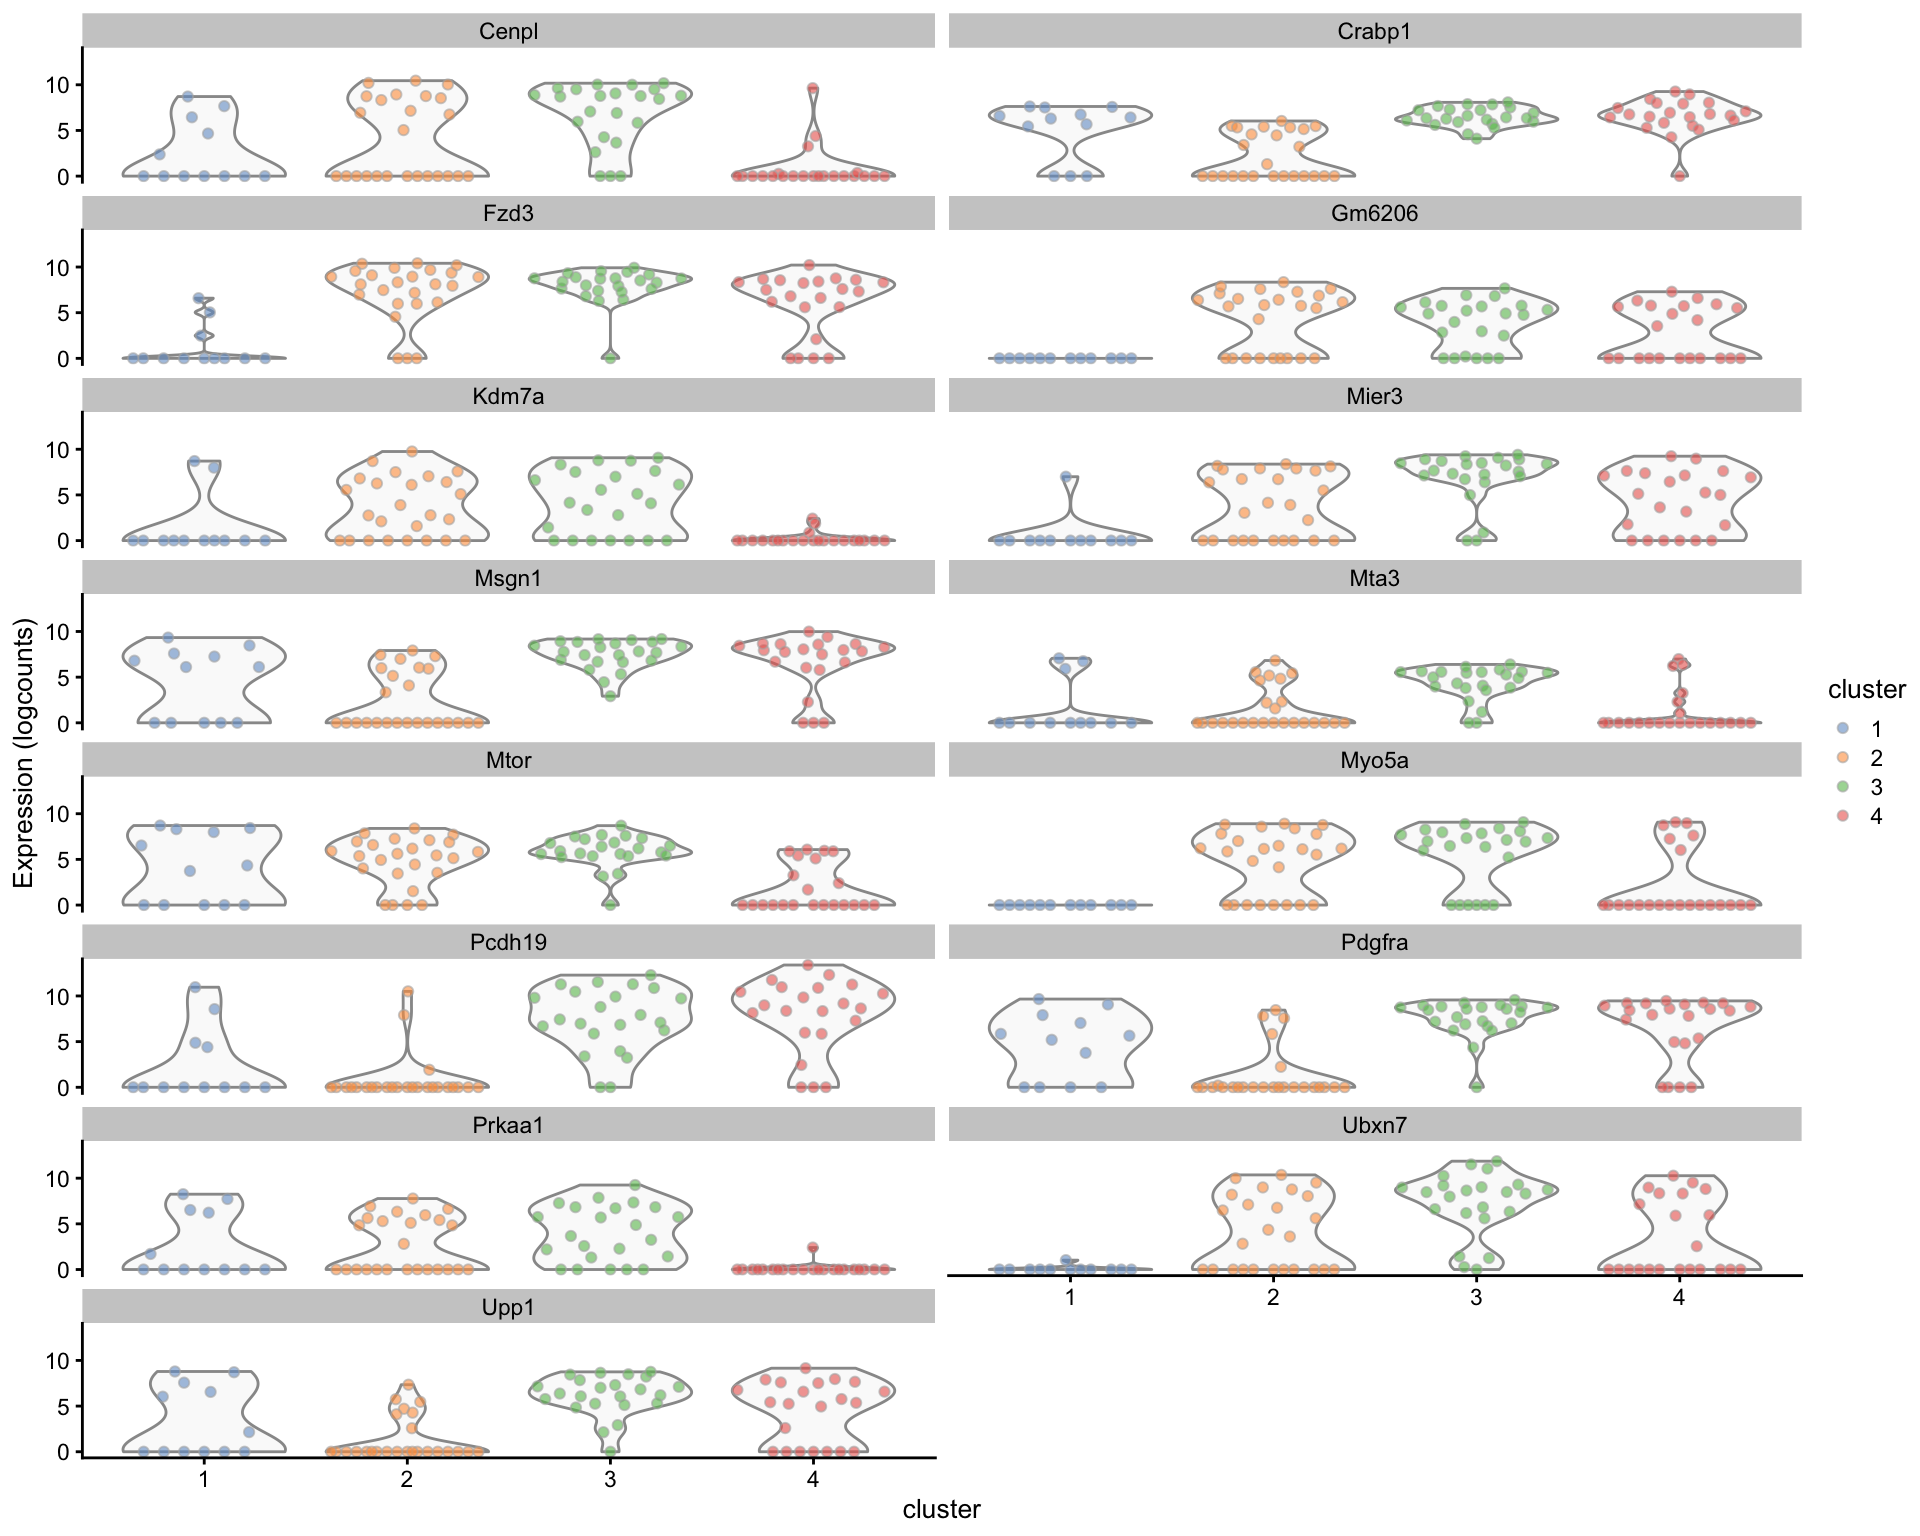 Cenpl
Crabp1
10
5
0
Fzd3
Gm6206
10
5
0
Kdm7a
Mier3
10
5
0
Msgn1
Mta3
10
5
0
Mtor
Myo5a
10
5
0
Pcdh19
Pdgfra
10
5
0
Prkaa1
Ubxn7
10
5
0
1 2 3 4
Upp1
10
5
0
1 2 3 4
cluster
Expression (logcounts)
cluster
1
2
3
4